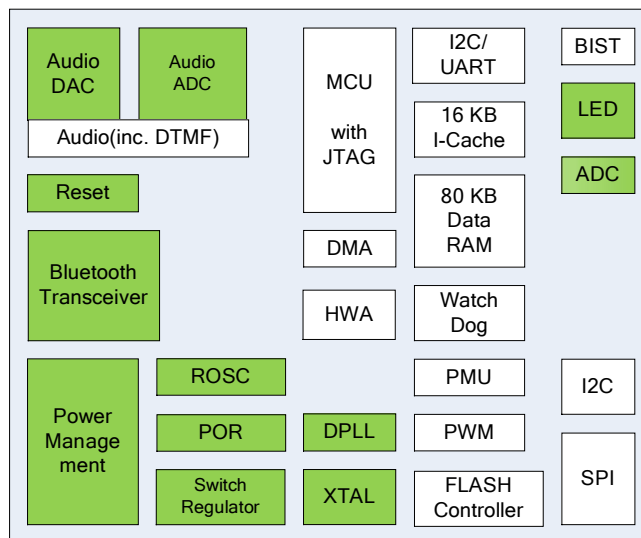 Audio
DAC
Audio
ADC
Audio(inc. DTMF)
Reset
Bluetooth
Transceiver
Power
Manage
ment
ROSC
POR
Switch
Regulator
MCU
with
JTAG
DMA
HWA
DPLL
XTAL
I2C/
UART
16 KB
I-Cache
80 KB
Data
RAM
Watch
Dog
PMU
PWM
FLASH
Controller
BIST
LED
ADC
I2C
SPI